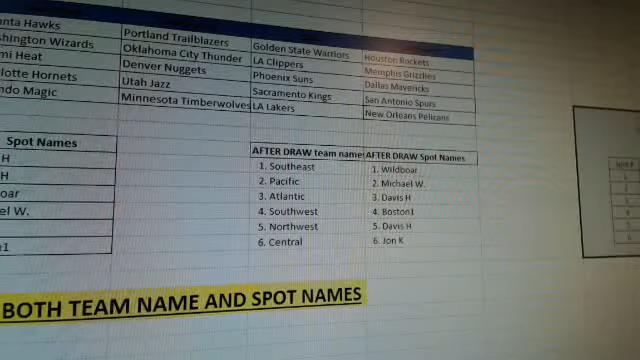 anta Hawks Portland Trailblazers Golden State Warriors Houston Rockets
shington Wizards Oklahoma City Thunder LA Clippers Memphis Grizzlies
mi Heat Denver Nuggets Phoenix Suns Dallas Mavericks
lotte Hornets Utah Jazz Sacramento Kings San Antonio Spurs
ndo Magic Minnesota Timberwolves LA Lakers New Orleans Pelicans
Spot Names AFTER DRAW team name AFTER DRAW Spot Names
H 1. Southeast 1. Wildboar
H 2. Pacific 2. Michael W.
oar 3. Atlantic 3. Davis H
el W. 4. Southwest 4. Boston1
5. Northwest 5. Davis H
1 6. Central 6. Jon K
BOTH TEAM NAME AND SPOT NAMES